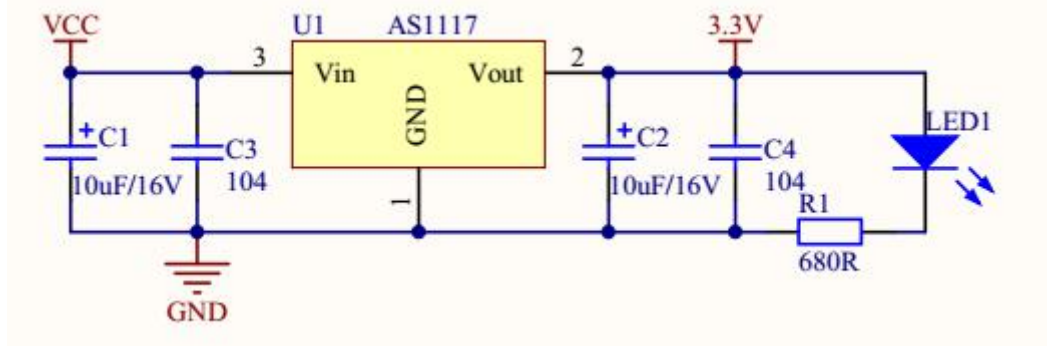 VCC
U1
AS1117
3.3V
3
Vin
Vout
2
GND
1
C1
10uF/16V
C3
104
C2
10uF/16V
C4
104
LED1
R1
680R
GND